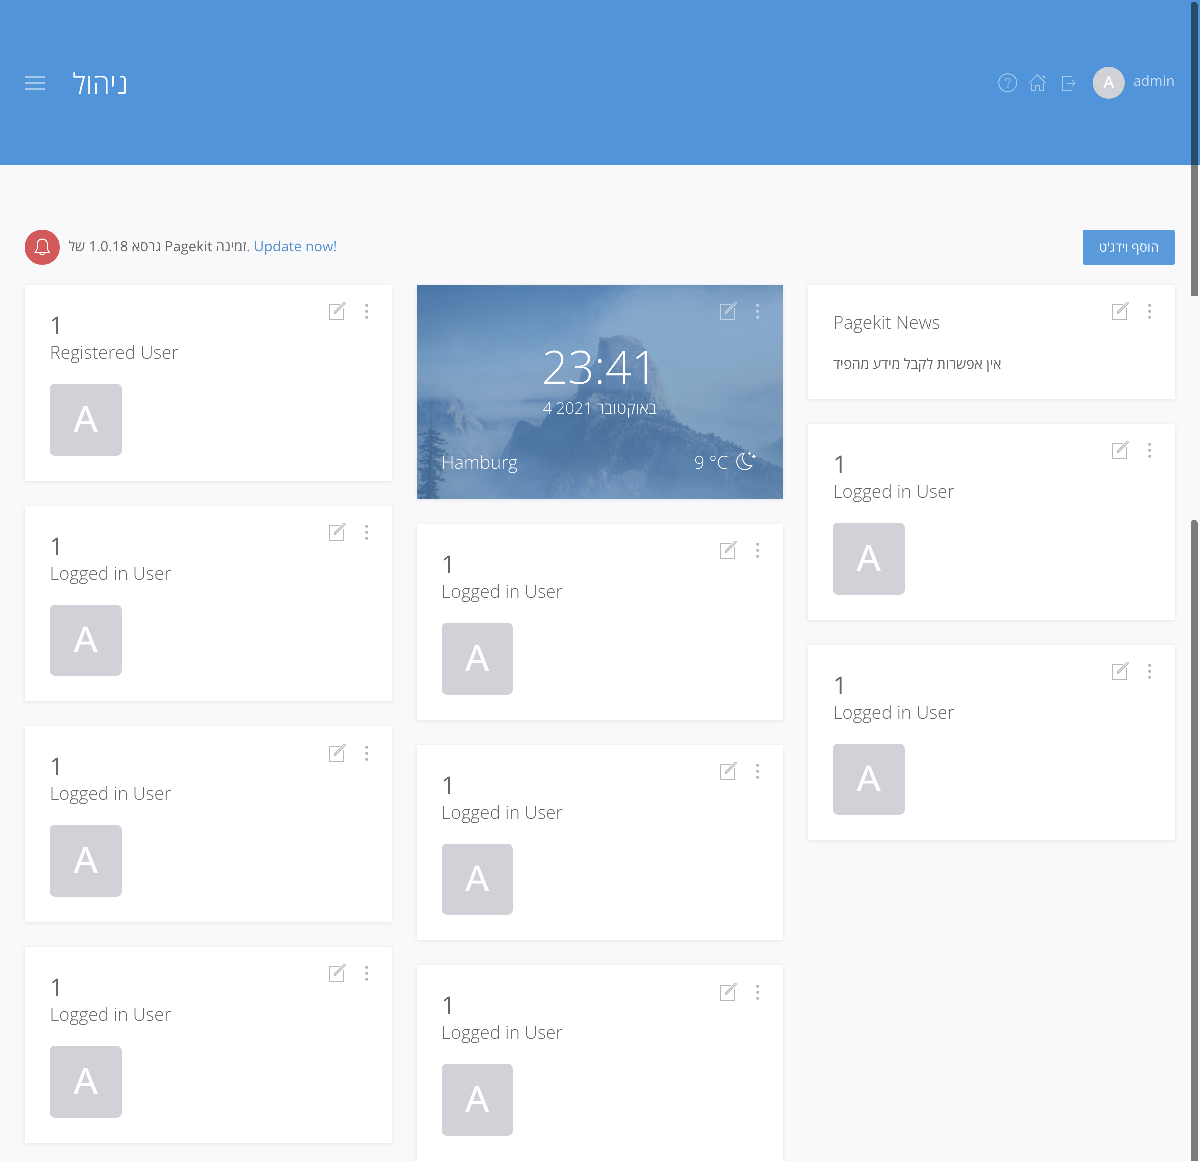 ניהול
?
A admin
גרסא 1.0.18 של Pagekit זמינה. Update now!
הוסף וידג'ט
1
Registered User
A
1
Logged in User
A
1
Logged in User
A
1
Logged in User
A
23:41
4 באוקטובר 2021
Hamburg 9 °C
1
Logged in User
A
1
Logged in User
A
1
Logged in User
A
Pagekit News
אין אפשרות לקבל מידע מהפיד
1
Logged in User
A
1
Logged in User
A